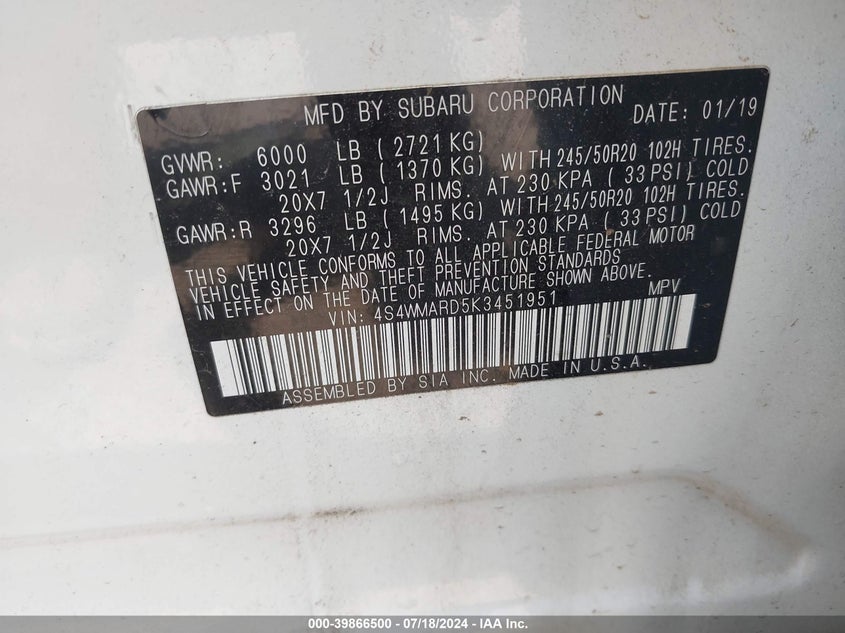 MFD BY SUBARU CORPORATION DATE: 01/19
GVWR: 6000 LB ( 2721 KG)
GAWR:F 3021 LB ( 1370 KG) WITH 245/50R20 102H TIRES.
20X7 1/2J RIMS. AT 230 KPA ( 33 PSI) COLD
GAWR:R 3296 LB ( 1495 KG) WITH 245/50R20 102H TIRES.
20X7 1/2J RIMS. AT 230 KPA ( 33 PSI) COLD
THIS VEHICLE CONFORMS TO ALL APPLICABLE FEDERAL MOTOR
VEHICLE SAFETY AND THEFT PREVENTION STANDARDS
IN EFFECT ON THE DATE OF MANUFACTURE SHOWN ABOVE.
VIN: 4S4WMARD5K3451951 MPV
ASSEMBLED BY SIA INC. MADE IN U.S.A.
000-39866500 - 07/18/2024 - IAA Inc.